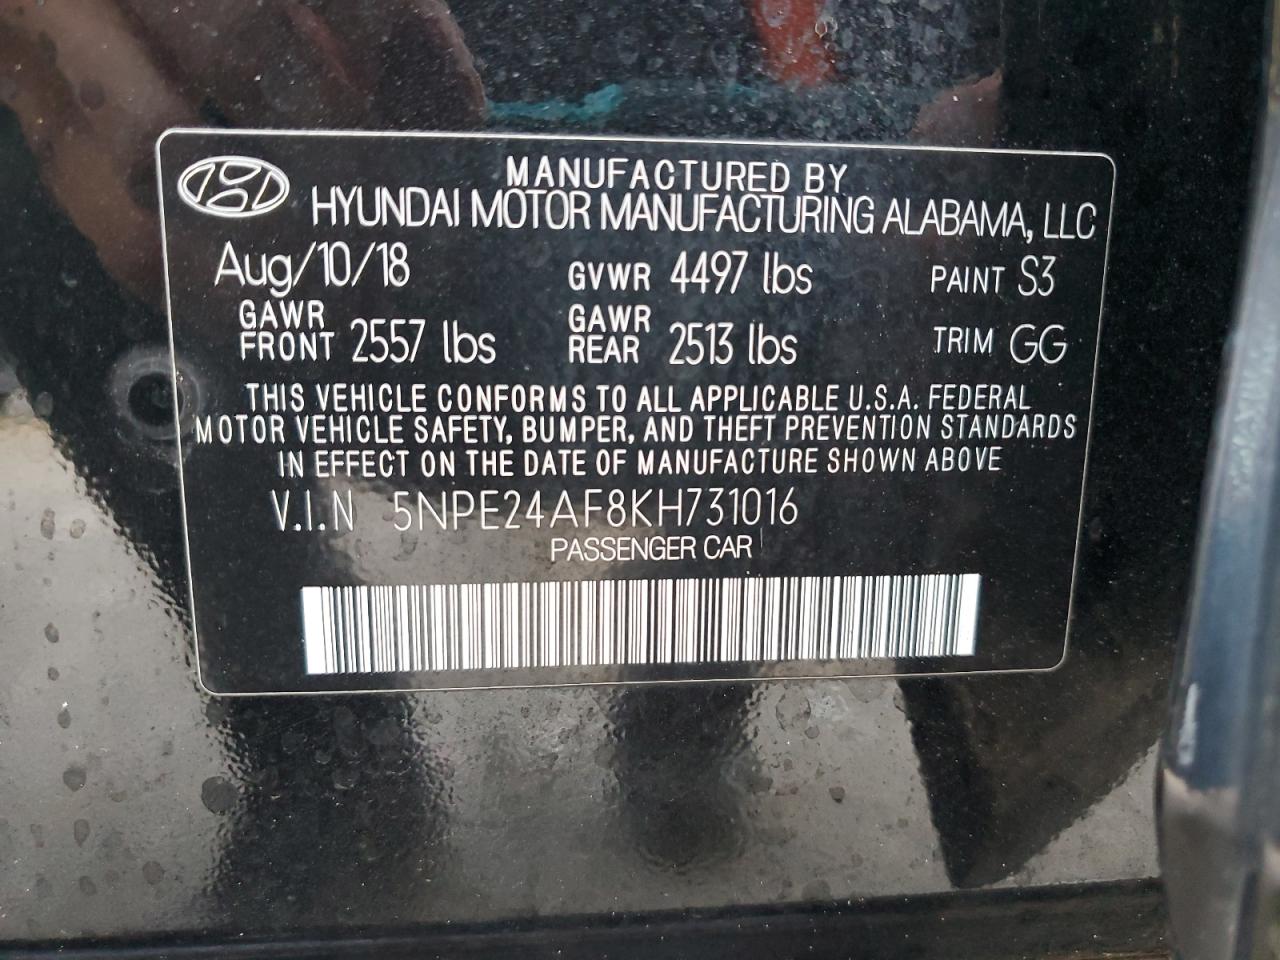 MANUFACTURED BY
HYUNDAI MOTOR MANUFACTURING ALABAMA, LLC
Aug/10/18 GVWR 4497 lbs PAINT S3
GAWR FRONT 2557 lbs GAWR REAR 2513 lbs TRIM GG
THIS VEHICLE CONFORMS TO ALL APPLICABLE U.S.A. FEDERAL
MOTOR VEHICLE SAFETY, BUMPER, AND THEFT PREVENTION STANDARDS
IN EFFECT ON THE DATE OF MANUFACTURE SHOWN ABOVE
V.I.N 5NPE24AF8KH731016
PASSENGER CAR